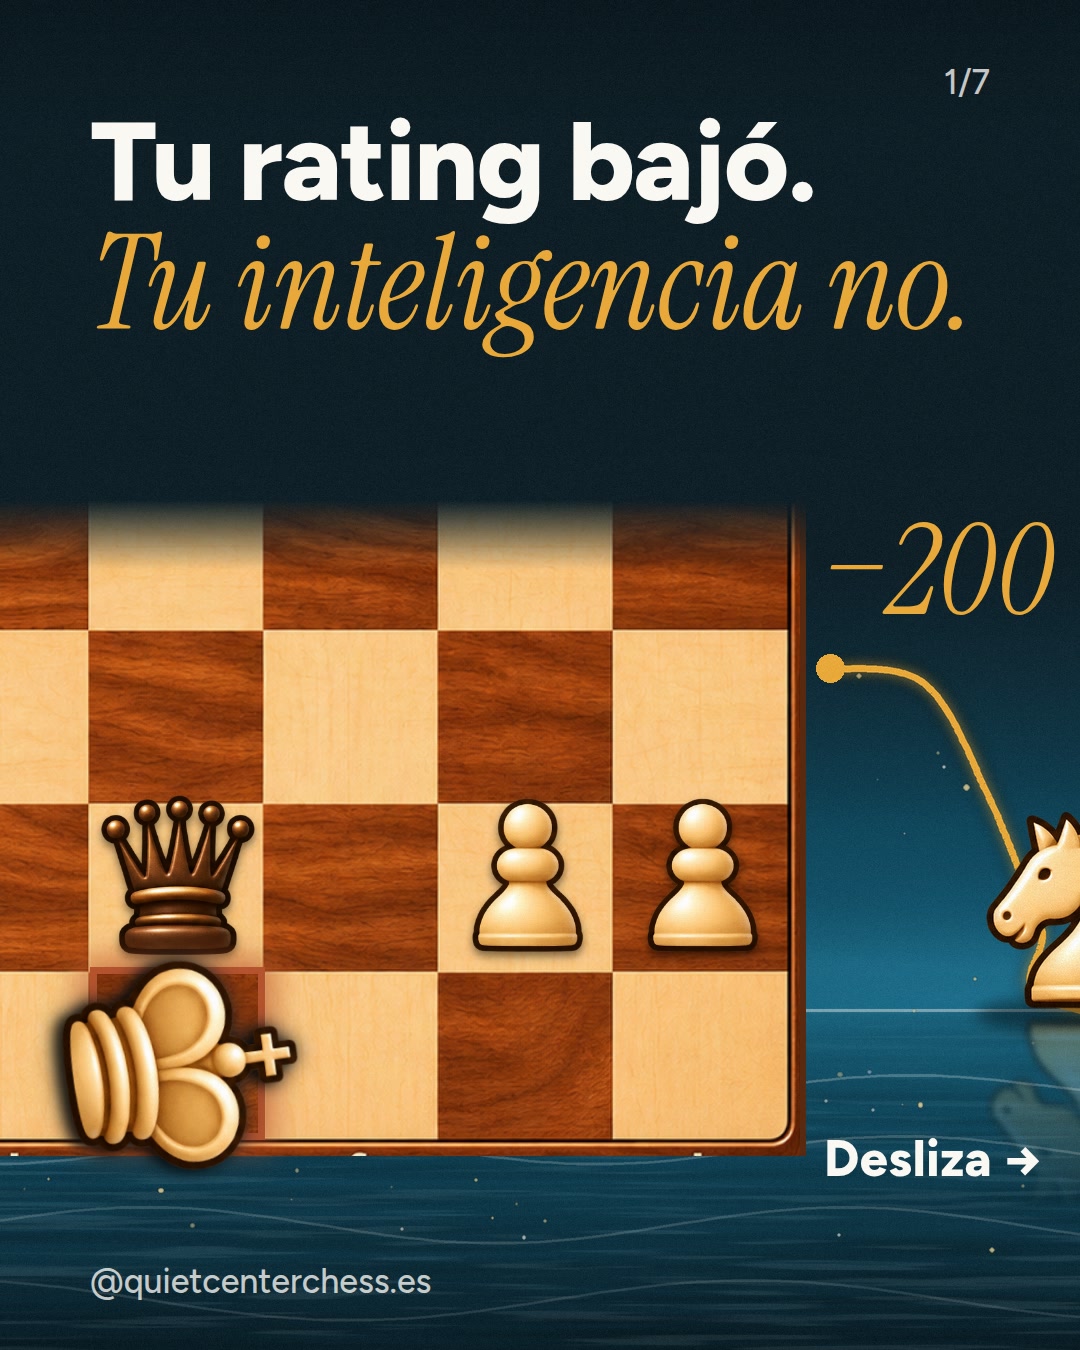 1/7
Tu rating bajó.
Tu inteligencia no.
−200
Desliza →
@quietcenterchess.es